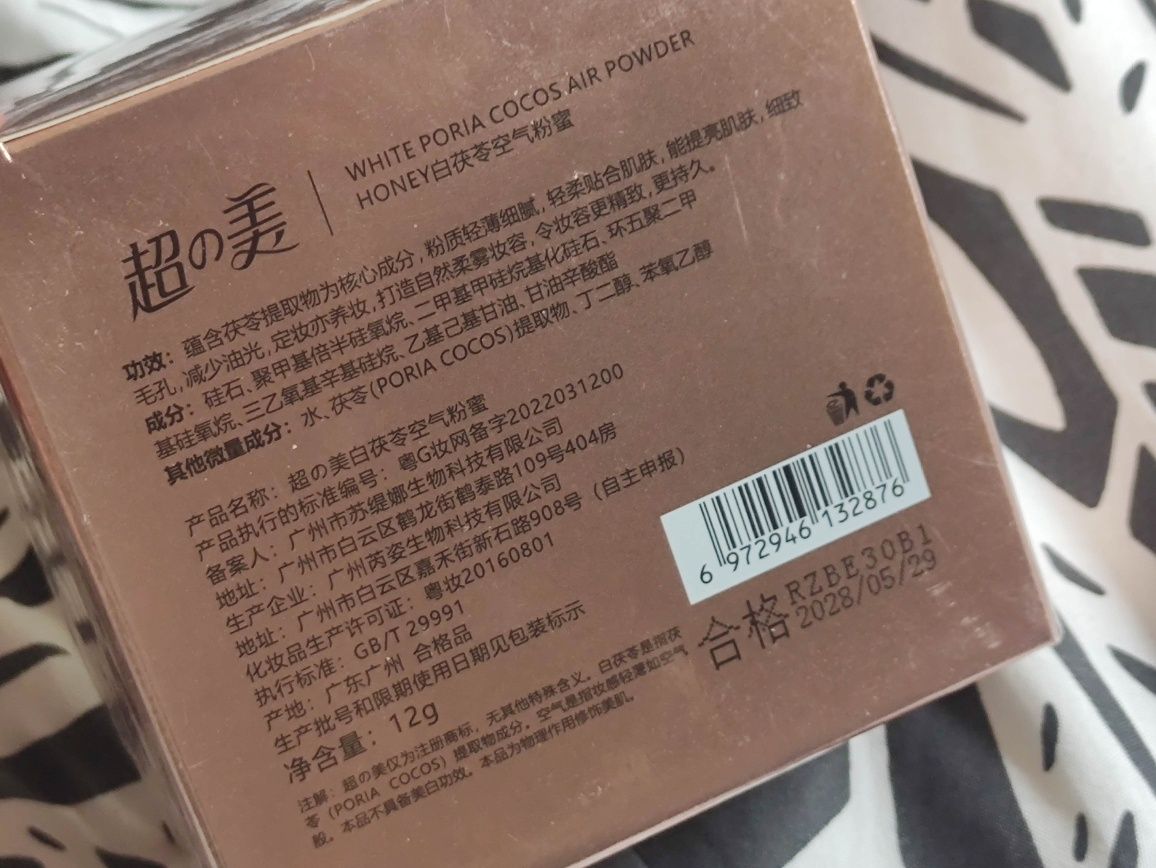 超の美
WHITE PORIA COCOS AIR POWDER
HONEY白茯苓空气粉蜜
功效：蕴含茯苓提取物为核心成分，粉质轻薄细腻，轻柔贴合肌肤，能提亮肌肤，细致
毛孔，减少油光，定妆亦养妆，打造自然柔雾妆容，令妆容更精致，更持久。
成分：硅石、聚甲基倍半硅氧烷、二甲基甲硅烷基化硅石、环五聚二甲
基硅氧烷、三乙氧基辛基硅烷、乙基己基甘油、甘油辛酸酯
其他微量成分：水、茯苓(PORIA COCOS)提取物、丁二醇、苯氧乙醇
产品名称：超の美白茯苓空气粉蜜
产品执行的标准编号：粤G妆网备字2022031200
备案人：广州市苏缇娜生物科技有限公司
地址：广州市白云区鹤龙街鹤泰路109号404房
生产企业：广州芮姿生物科技有限公司
地址：广州市白云区嘉禾街新石路908号（自主申报）
化妆品生产许可证：粤妆20160801
执行标准：GB/T 29991
产地：广东广州 合格品
生产批号和限期使用日期见包装标示
净含量：12g
注解：超の美仅为注册商标，无其他特殊含义。白茯苓是指茯
苓（PORIA COCOS）提取物成分。空气是指妆感轻薄如空气
般。本品不具备美白功效。本品为物理作用修饰美肌。
6 972946 132876
合格 RZBE30B1
2028/05/29